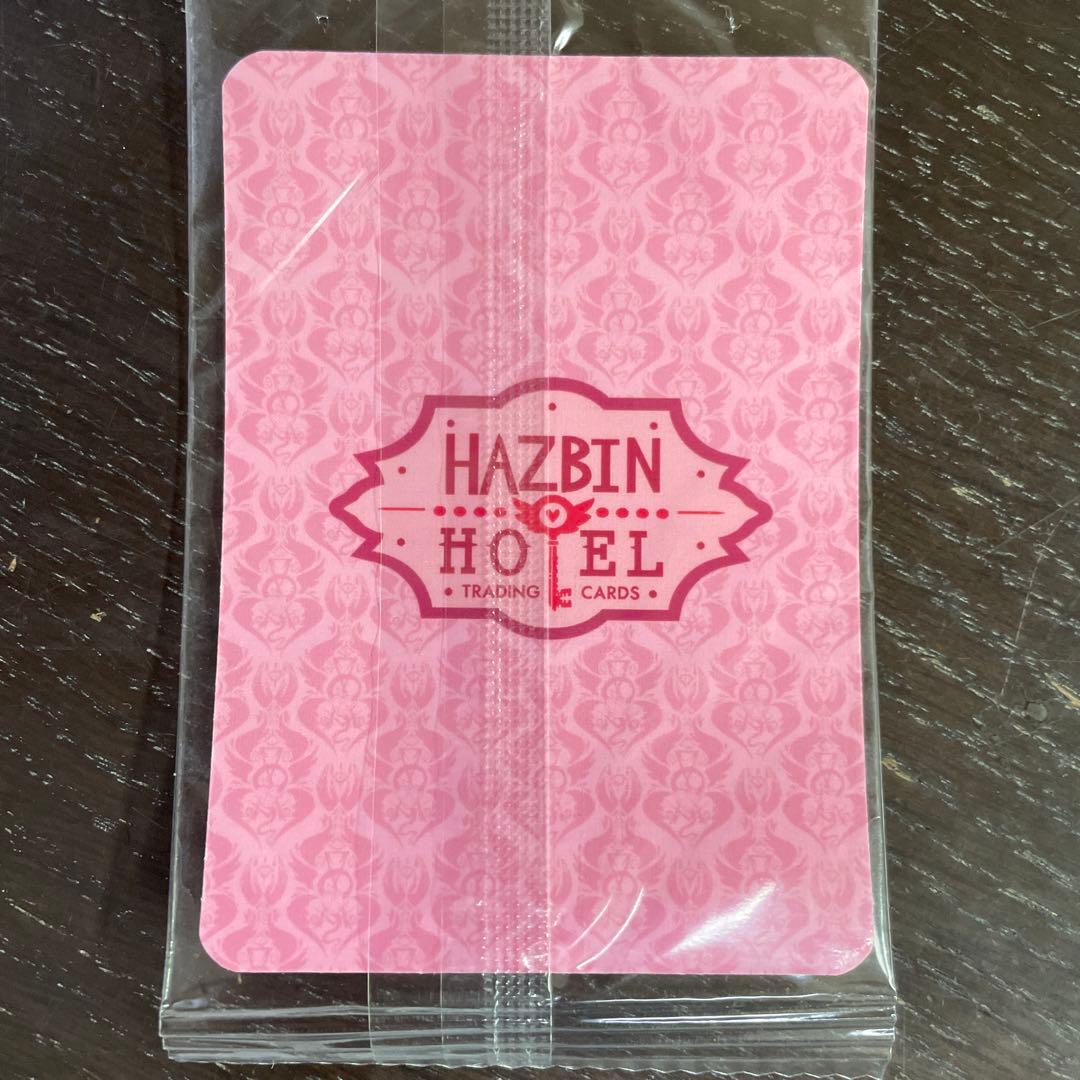 HAZBIN
HOTEL
• TRADING CARDS •